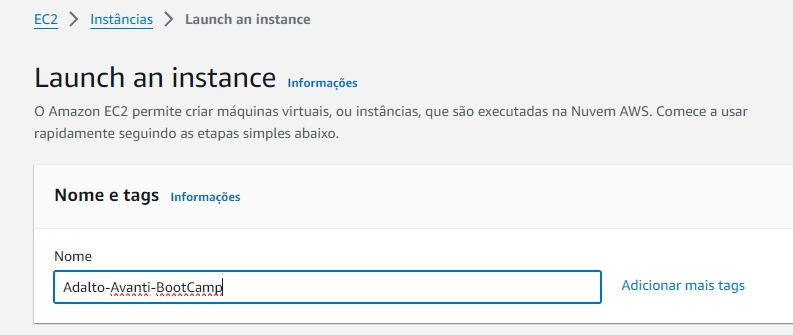 EC2 > Instâncias > Launch an instance
Launch an instance Informações
O Amazon EC2 permite criar máquinas virtuais, ou instâncias, que são executadas na Nuvem AWS. Comece a usar
rapidamente seguindo as etapas simples abaixo.
Nome e tags Informações
Nome
Adalto-Avanti-BootCamp Adicionar mais tags